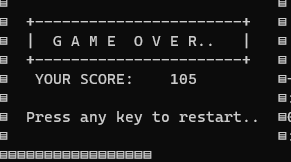 G A M E  O V E R..
YOUR SCORE:    105
Press any key to restart..